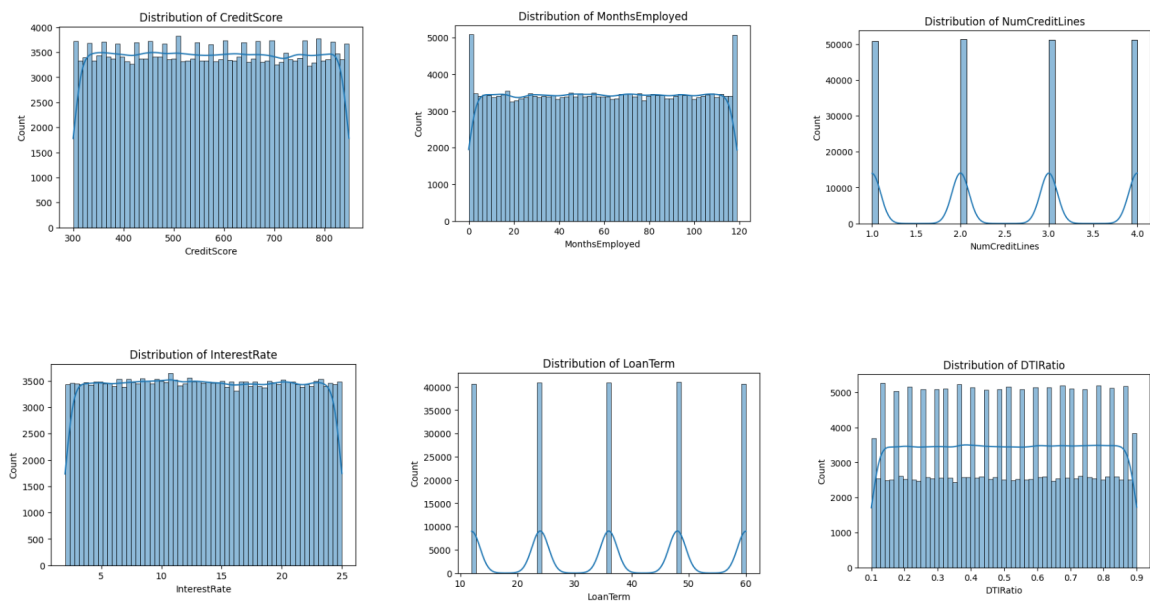 Distribution of CreditScore
4000
3500
3000
2500
2000
1500
1000
500
0
Count
300 400 500 600 700 800
CreditScore
Distribution of MonthsEmployed
5000
4000
3000
2000
1000
0
Count
0 20 40 60 80 100 120
MonthsEmployed
Distribution of NumCreditLines
50000
40000
30000
20000
10000
0
Count
1.0 1.5 2.0 2.5 3.0 3.5 4.0
NumCreditLines
Distribution of InterestRate
3500
3000
2500
2000
1500
1000
500
0
Count
5 10 15 20 25
InterestRate
Distribution of LoanTerm
40000
35000
30000
25000
20000
15000
10000
5000
0
Count
10 20 30 40 50 60
LoanTerm
Distribution of DTIRatio
5000
4000
3000
2000
1000
0
Count
0.1 0.2 0.3 0.4 0.5 0.6 0.7 0.8 0.9
DTIRatio